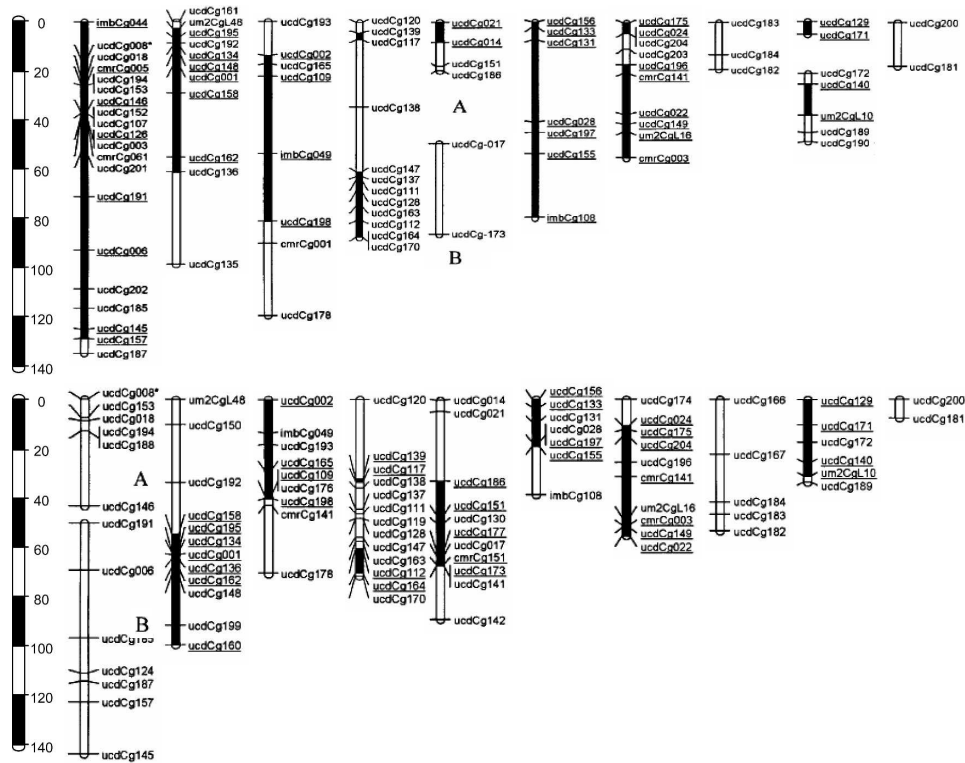 0
20
40
60
80
100
120
140
imbCg044
ucdCg008*
ucdCg018
cmrCg005
ucdCg194
ucdCg153
ucdCg146
ucdCg152
ucdCg107
ucdCg126
ucdCg003
cmrCg061
ucdCg201
ucdCg191
ucdCg006
ucdCg202
ucdCg185
ucdCg145
ucdCg157
ucdCg187
ucdCg161
um2CgL48
ucdCg195
ucdCg192
ucdCg134
ucdCg148
ucdCg001
ucdCg158
ucdCg162
ucdCg136
ucdCg135
ucdCg193
ucdCg002
ucdCg165
ucdCg109
imbCg049
ucdCg198
cmrCg001
ucdCg178
ucdCg120
ucdCg139
ucdCg117
ucdCg138
ucdCg147
ucdCg137
ucdCg111
ucdCg128
ucdCg163
ucdCg112
ucdCg164
ucdCg170
ucdCg021
ucdCg014
ucdCg151
ucdCg186
A
ucdCg-017
ucdCg-173
B
ucdCg156
ucdCg133
ucdCg131
ucdCg028
ucdCg197
ucdCg155
imbCg108
ucdCg175
ucdCg024
ucdCg204
ucdCg203
ucdCg196
cmrCg141
ucdCg022
ucdCg149
um2CgL16
cmrCg003
ucdCg183
ucdCg184
ucdCg182
ucdCg129
ucdCg171
ucdCg172
ucdCg140
um2CgL10
ucdCg189
ucdCg190
ucdCg200
ucdCg181
0
20
40
60
80
100
120
140
ucdCg008*
ucdCg153
ucdCg018
ucdCg194
ucdCg188
A
ucdCg146
ucdCg191
ucdCg006
B
ucdCg124
ucdCg187
ucdCg157
ucdCg145
um2CgL48
ucdCg150
ucdCg192
ucdCg158
ucdCg195
ucdCg134
ucdCg001
ucdCg136
ucdCg162
ucdCg148
ucdCg199
ucdCg160
ucdCg002
imbCg049
ucdCg193
ucdCg165
ucdCg109
ucdCg176
ucdCg198
cmrCg141
ucdCg178
ucdCg120
ucdCg139
ucdCg117
ucdCg138
ucdCg137
ucdCg111
ucdCg119
ucdCg128
ucdCg147
ucdCg163
ucdCg112
ucdCg164
ucdCg170
ucdCg014
ucdCg021
ucdCg186
ucdCg151
ucdCg130
ucdCg177
ucdCg017
cmrCg151
ucdCg173
ucdCg141
ucdCg142
ucdCg156
ucdCg133
ucdCg131
ucdCg028
ucdCg197
ucdCg155
imbCg108
ucdCg174
ucdCg024
ucdCg175
ucdCg204
ucdCg196
cmrCg141
um2CgL16
cmrCg003
ucdCg149
ucdCg022
ucdCg166
ucdCg167
ucdCg184
ucdCg183
ucdCg182
ucdCg129
ucdCg171
ucdCg172
ucdCg140
um2CgL10
ucdCg189
ucdCg200
ucdCg181